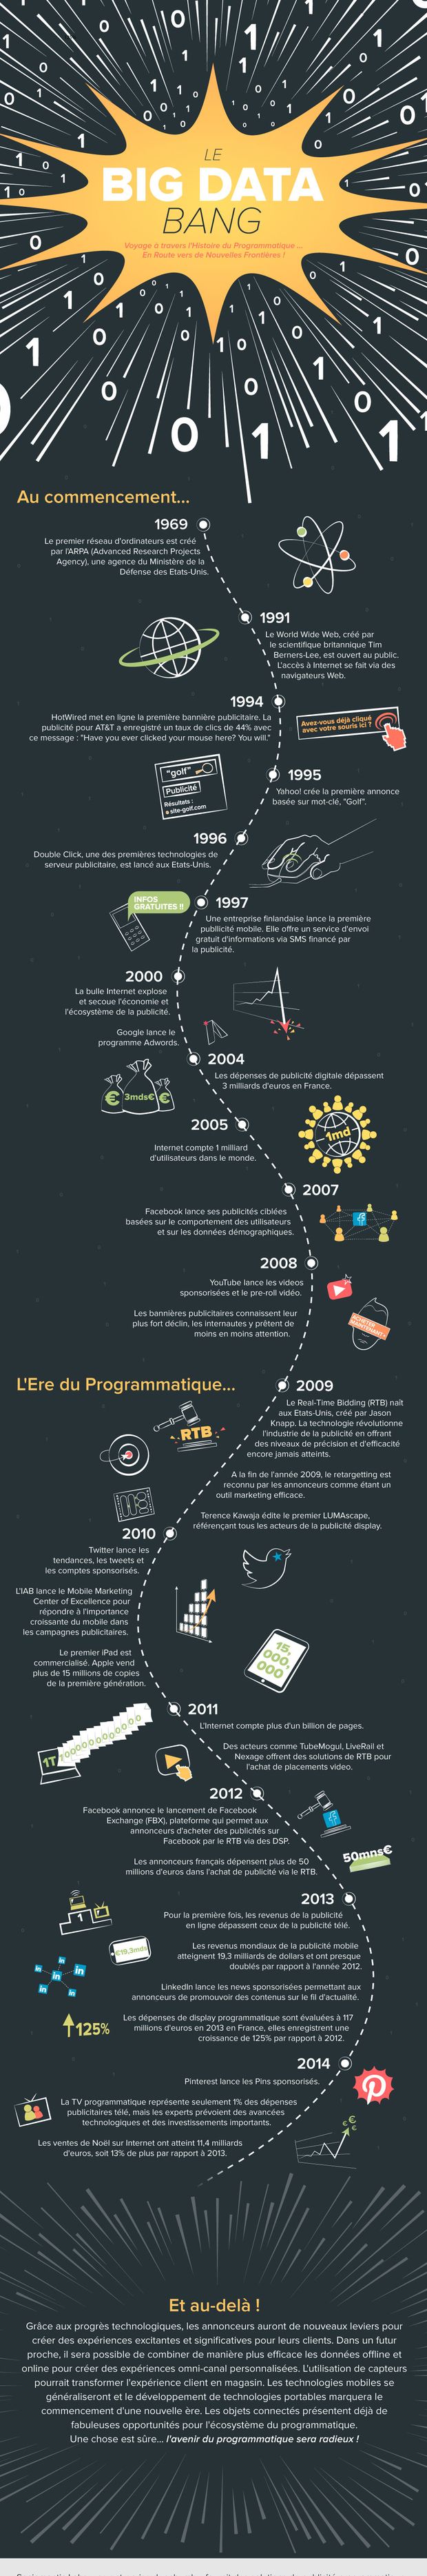 LE
BIG DATA
BANG
Voyage à travers l'Histoire du Programmatique ...
En Route vers de Nouvelles Frontières !
Au commencement...
1969
Le premier réseau d'ordinateurs est créé
par l'ARPA (Advanced Research Projects
Agency), une agence du Ministère de la
Défense des Etats-Unis.
1991
Le World Wide Web, créé par
le scientifique britannique Tim
Berners-Lee, est ouvert au public.
L'accès à Internet se fait via des
navigateurs Web.
1994
HotWired met en ligne la première bannière publicitaire. La
publicité pour AT&T a enregistré un taux de clics de 44% avec
ce message : "Have you ever clicked your mouse here? You will."
Avez-vous déjà cliqué
avec votre souris ici ?
1995
"golf"
Publicité
Résultats :
site-golf.com
Yahoo! crée la première annonce
basée sur mot-clé, "Golf".
1996
Double Click, une des premières technologies de
serveur publicitaire, est lancé aux Etats-Unis.
INFOS
GRATUITES !!
1997
Une entreprise finlandaise lance la première
publicité mobile. Elle offre un service d'envoi
gratuit d'informations via SMS financé par
la publicité.
2000
La bulle Internet explose
et secoue l'économie et
l'écosystème de la publicité.
Google lance le
programme Adwords.
2004
Les dépenses de publicité digitale dépassent
3 milliards d'euros en France.
€ 3mds€ €
2005
1md
Internet compte 1 milliard
d'utilisateurs dans le monde.
2007
Facebook lance ses publicités ciblées
basées sur le comportement des utilisateurs
et sur les données démographiques.
2008
YouTube lance les videos
sponsorisées et le pre-roll vidéo.
ACHETER
MAINTENANT !
Les bannières publicitaires connaissent leur
plus fort déclin, les internautes y prêtent de
moins en moins attention.
L'Ere du Programmatique...
2009
Le Real-Time Bidding (RTB) naît
aux Etats-Unis, créé par Jason
Knapp. La technologie révolutionne
l'industrie de la publicité en offrant
des niveaux de précision et d'efficacité
encore jamais atteints.
RTB
A la fin de l'année 2009, le retargetting est
reconnu par les annonceurs comme étant un
outil marketing efficace.
Terence Kawaja édite le premier LUMAscape,
référençant tous les acteurs de la publicité display.
2010
Twitter lance les
tendances, les tweets et
les comptes sponsorisés.
L'IAB lance le Mobile Marketing
Center of Excellence pour
répondre à l'importance
croissante du mobile dans
les campagnes publicitaires.
15,
000,
000
Le premier iPad est
commercialisé. Apple vend
plus de 15 millions de copies
de la première génération.
2011
L'Internet compte plus d'un billion de pages.
1T
Des acteurs comme TubeMogul, LiveRail et
Nexage offrent des solutions de RTB pour
l'achat de placements video.
2012
Facebook annonce le lancement de Facebook
Exchange (FBX), plateforme qui permet aux
annonceurs d'acheter des publicités sur
Facebook par le RTB via des DSP.
50mns€
Les annonceurs français dépensent plus de 50
millions d'euros dans l'achat de publicité via le RTB.
2013
1
Pour la première fois, les revenus de la publicité
en ligne dépassent ceux de la publicité télé.
€19,3mds
Les revenus mondiaux de la publicité mobile
atteignent 19,3 milliards de dollars et ont presque
doublés par rapport à l'année 2012.
in in in in in
LinkedIn lance les news sponsorisées permettant aux
annonceurs de promouvoir des contenus sur le fil d'actualité.
125%
Les dépenses de display programmatique sont évaluées à 117
millions d'euros en 2013 en France, elles enregistrent une
croissance de 125% par rapport à 2012.
2014
Pinterest lance les Pins sponsorisés.
La TV programmatique représente seulement 1% des dépenses
publicitaires télé, mais les experts prévoient des avancées
technologiques et des investissements importants.
Les ventes de Noël sur Internet ont atteint 11,4 milliards
d'euros, soit 13% de plus par rapport à 2013.
Et au-delà !
Grâce aux progrès technologiques, les annonceurs auront de nouveaux leviers pour
créer des expériences excitantes et significatives pour leurs clients. Dans un futur
proche, il sera possible de combiner de manière plus efficace les données offline et
online pour créer des expériences omni-canal personnalisées. L'utilisation de capteurs
pourrait transformer l'expérience client en magasin. Les technologies mobiles se
généraliseront et le développement de technologies portables marquera le
commencement d'une nouvelle ère. Les objets connectés présentent déjà de
fabuleuses opportunités pour l'écosystème du programmatique.
Une chose est sûre... l'avenir du programmatique sera radieux !